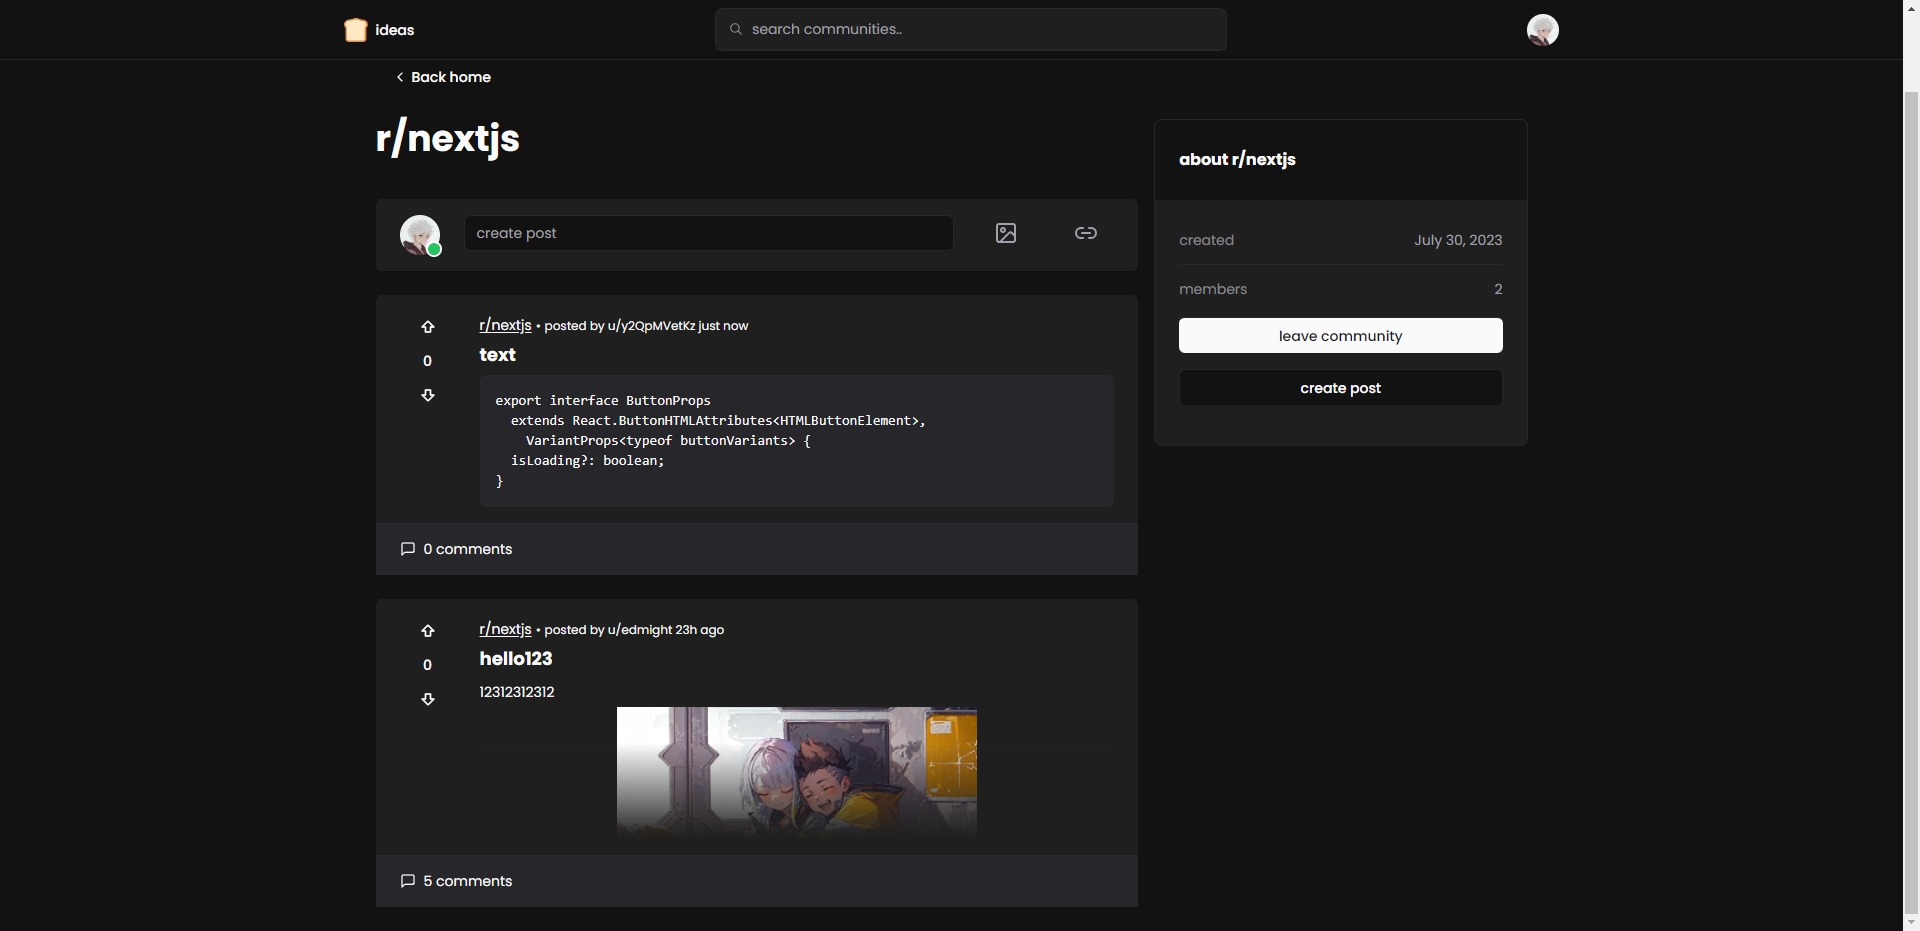 ideas
search communities..
Back home
r/nextjs
create post
r/nextjs • posted by u/y2QpMVetKz just now
0
text
export interface ButtonProps
  extends React.ButtonHTMLAttributes<HTMLButtonElement>,
    VariantProps<typeof buttonVariants> {
  isLoading?: boolean;
}
0 comments
r/nextjs • posted by u/edmight 23h ago
0
hello123
12312312312
5 comments
about r/nextjs
created July 30, 2023
members 2
leave community
create post